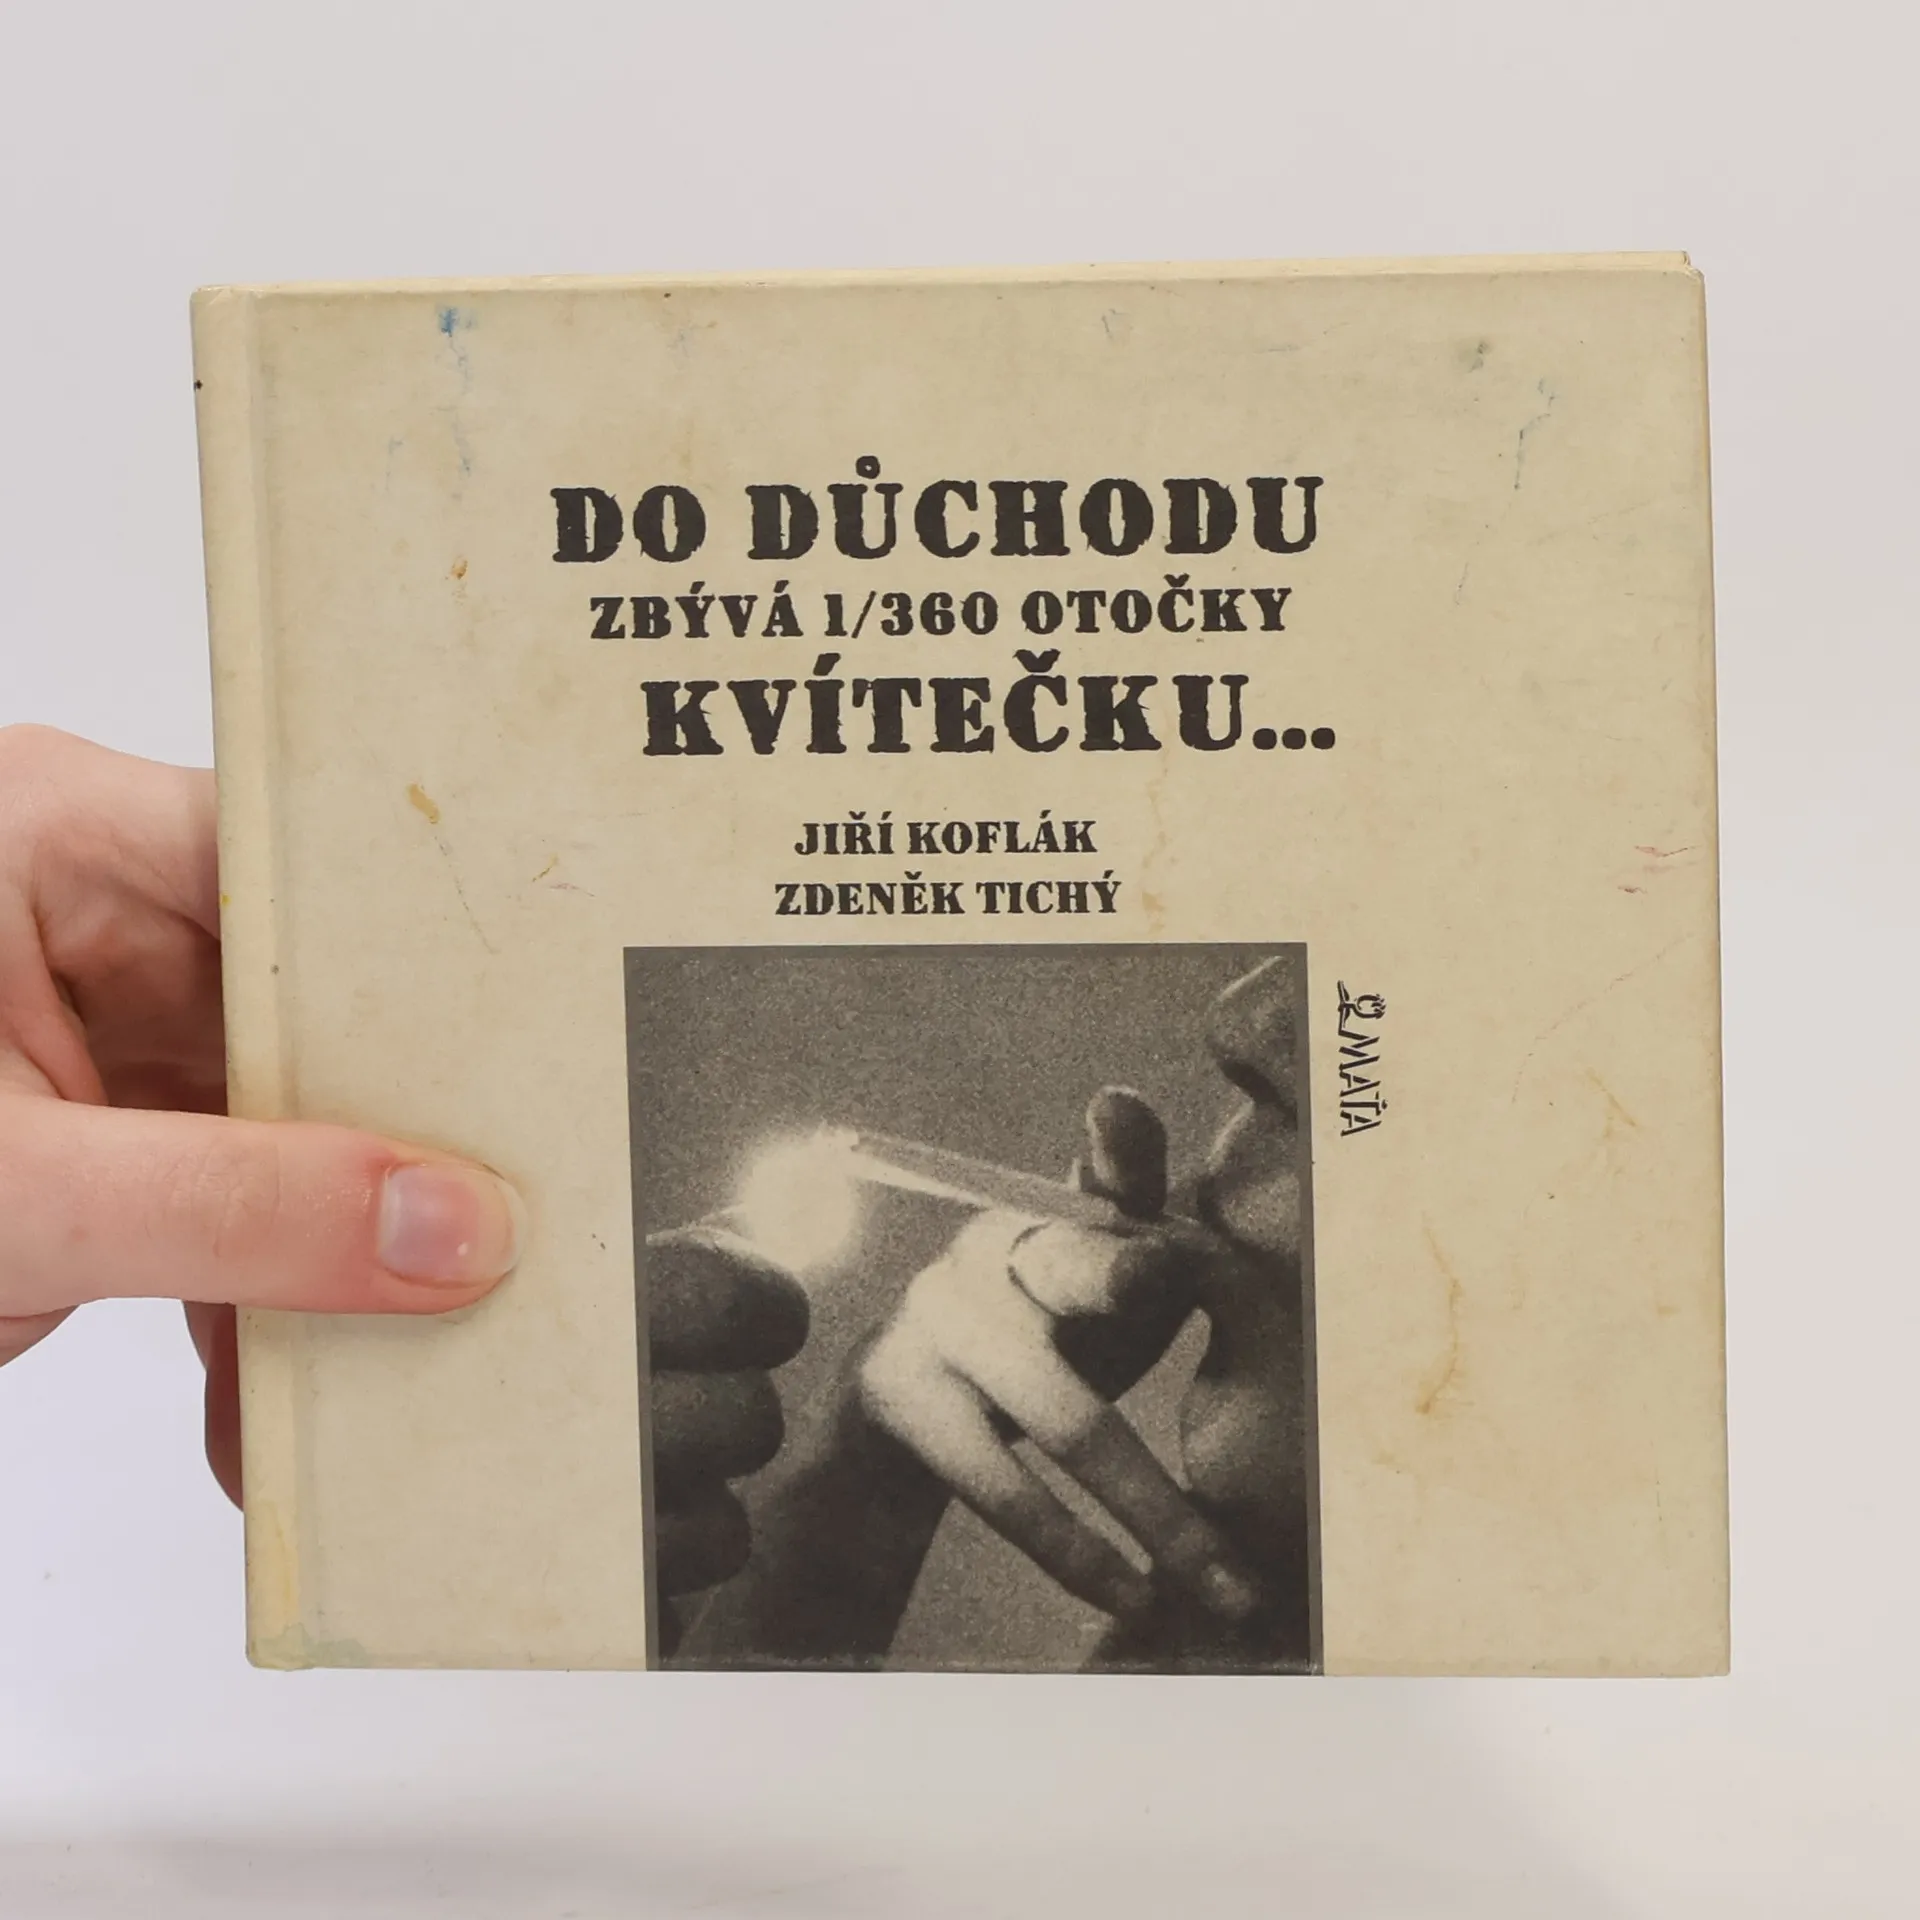 DO DŮCHODU
ZBÝVÁ 1/360 OTOČKY
KVÍTEČKU...
JIŘÍ KOFLÁK
ZDENĚK TICHÝ
MAŤA